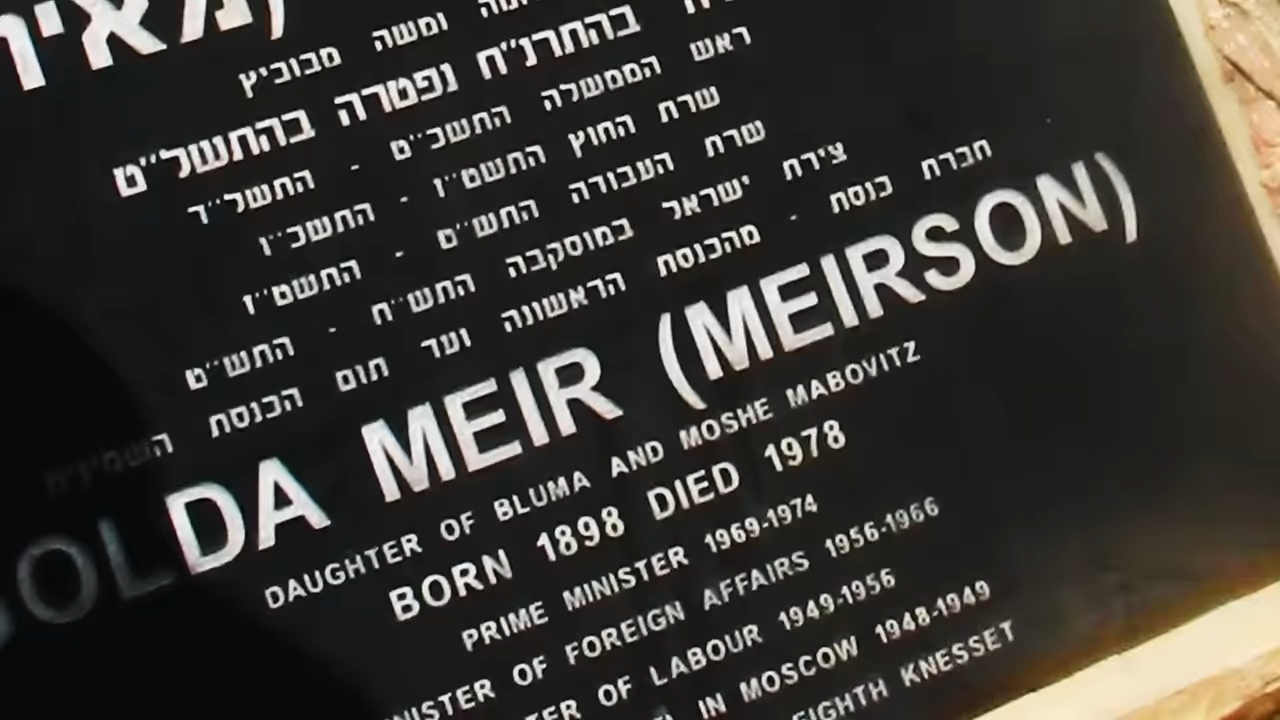 (מאיר
ומשה מבוביץ
בהתרנ״ח נפטרה בהתשל״ט
ראש הממשלה התשכ״ט - התשל״ד
שרת החוץ התשט״ז - התשכ״ו
שרת העבודה התש״ט - התשט״ז
צירת ישראל במוסקבה התש״ח - התש״ט
חברת כנסת - מהכנסת הראשונה ועד תום הכנסת השמינית
GOLDA MEIR (MEIRSON)
DAUGHTER OF BLUMA AND MOSHE MABOVITZ
BORN 1898 DIED 1978
PRIME MINISTER 1969-1974
MINISTER OF FOREIGN AFFAIRS 1956-1966
OF LABOUR 1949-1956
IN MOSCOW 1948-1949
EIGHTH KNESSET